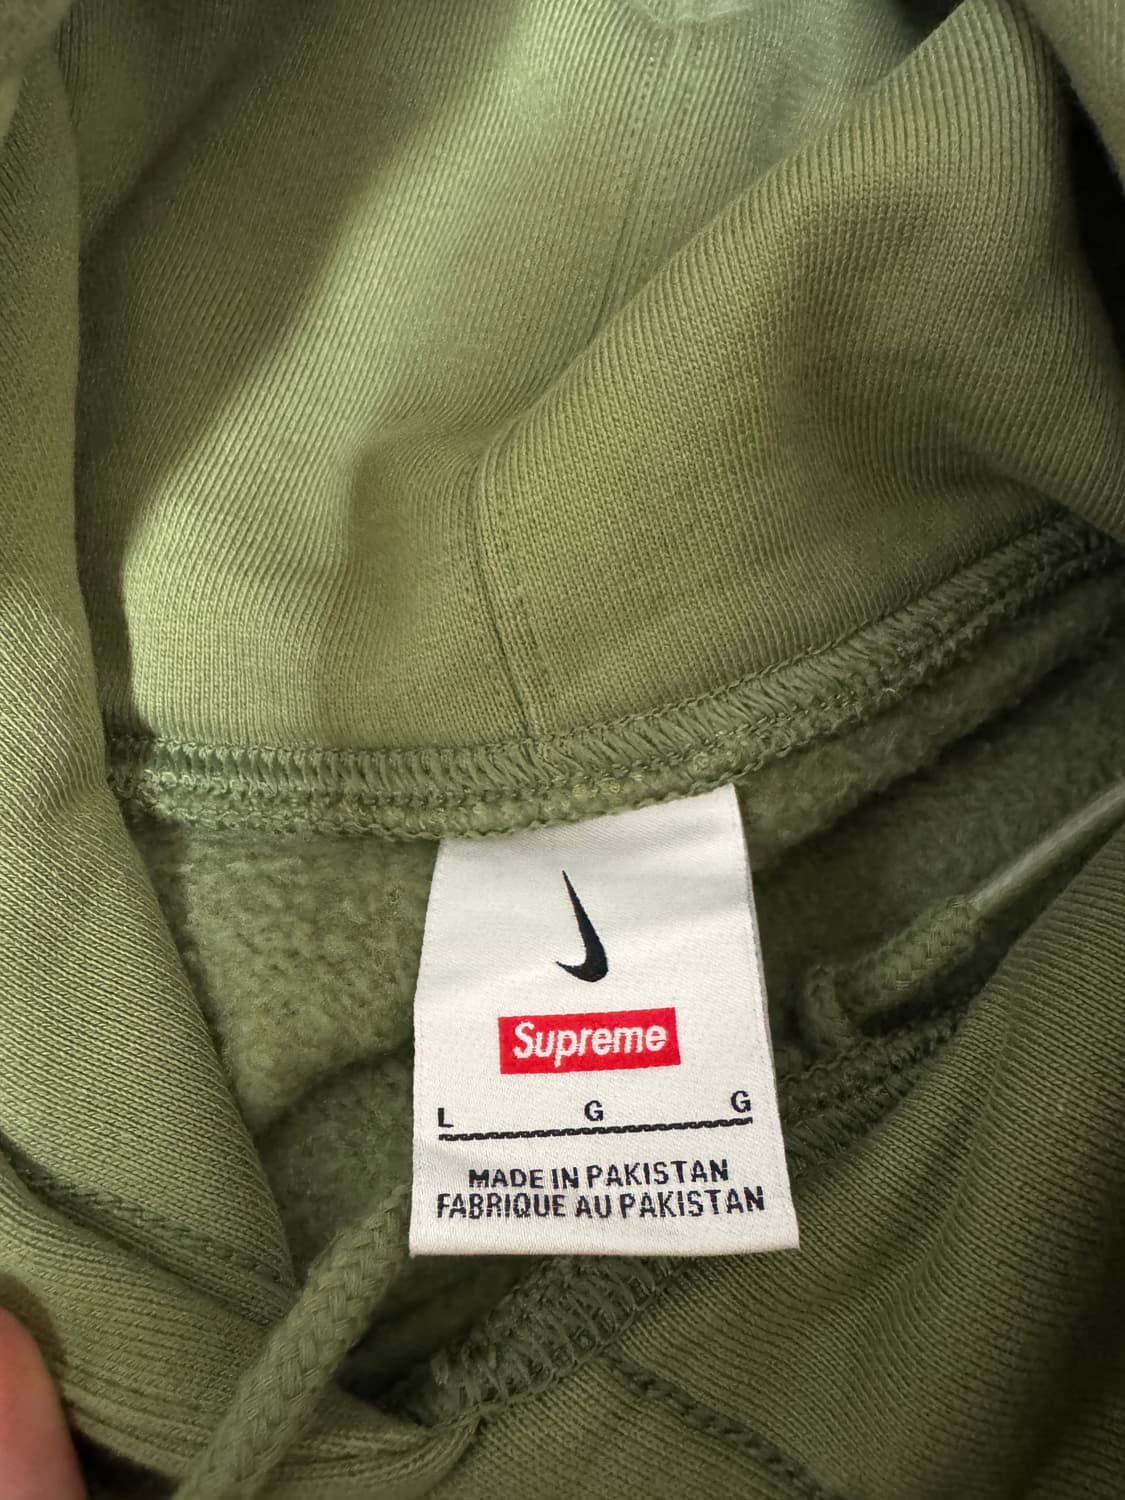 Supreme
L G G
MADE IN PAKISTAN
FABRIQUE AU PAKISTAN